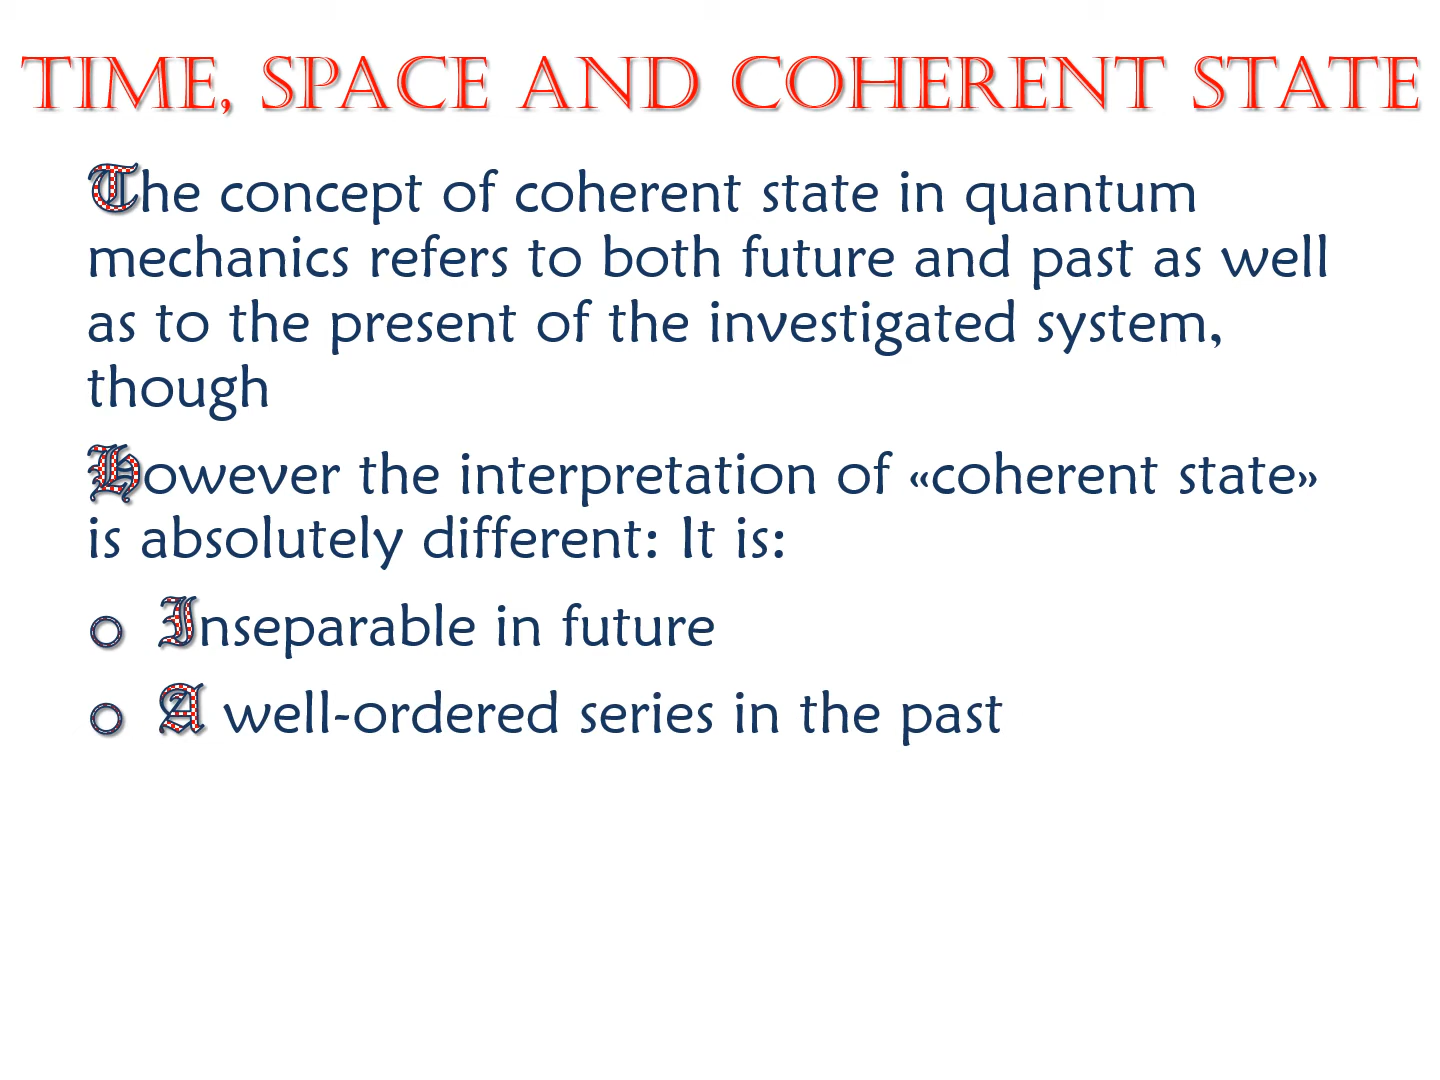 TIME, SPACE AND COHERENT STATE
The concept of coherent state in quantum
mechanics refers to both future and past as well
as to the present of the investigated system,
though
However the interpretation of «coherent state»
is absolutely different: It is:
o Inseparable in future
o A well-ordered series in the past